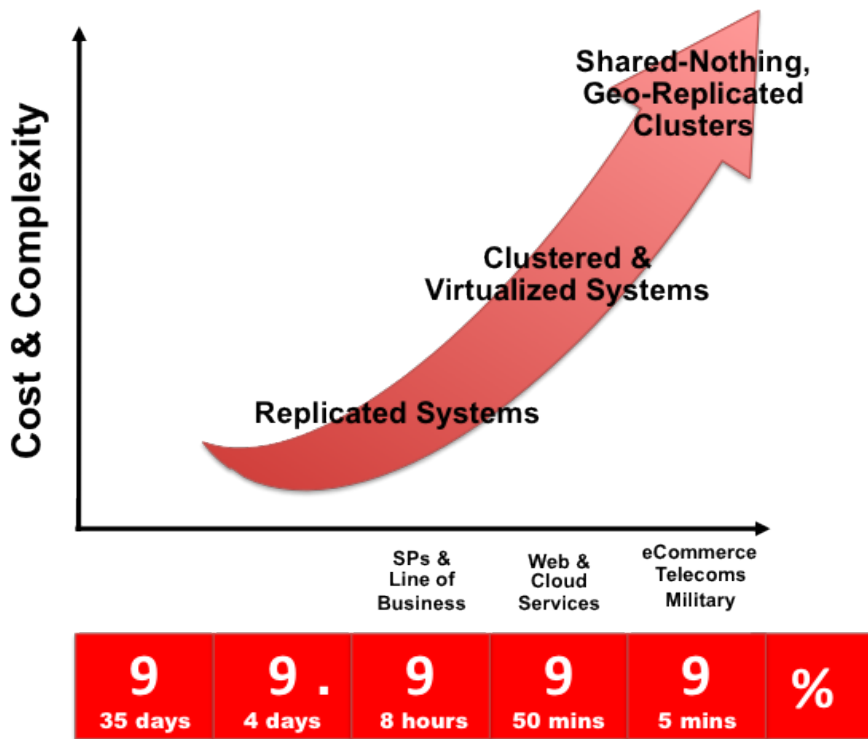 Cost & Complexity
Shared-Nothing,
Geo-Replicated
Clusters
Clustered &
Virtualized Systems
Replicated Systems
SPs &
Line of
Business
Web &
Cloud
Services
eCommerce
Telecoms
Military
9 9 . 9 9 9 %
35 days 4 days 8 hours 50 mins 5 mins